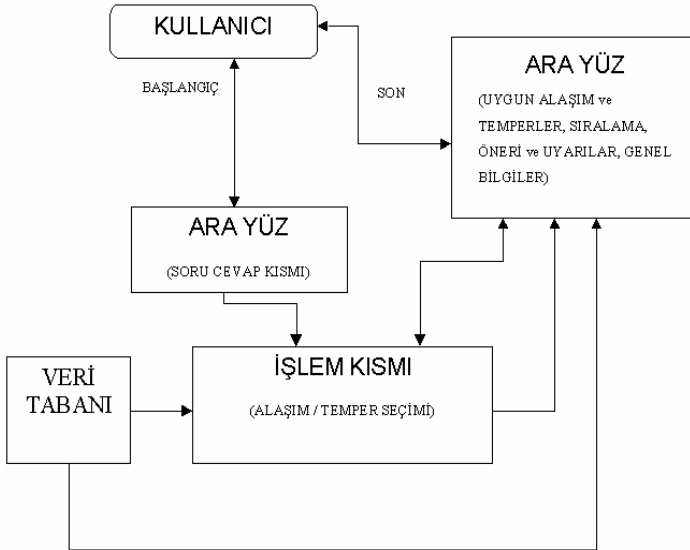 KULLANICI
BAŞLANGIÇ
SON
ARA YÜZ
(UYGUN ALAŞIM ve
TEMPERLER, SIRALAMA,
ÖNERİ ve UYARILAR, GENEL
BİLGİLER)
ARA YÜZ
(SORU CEVAP KISMI)
VERİ
TABANI
İŞLEM KISMI
(ALAŞIM / TEMPER SEÇİMİ)